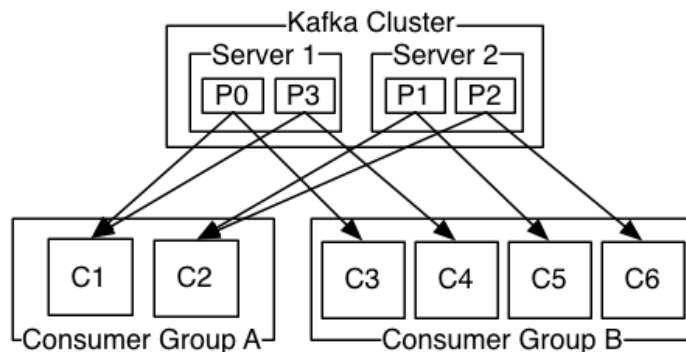 Kafka Cluster
Server 1 Server 2
P0 P3 P1 P2
C1 C2 C3 C4 C5 C6
Consumer Group A Consumer Group B